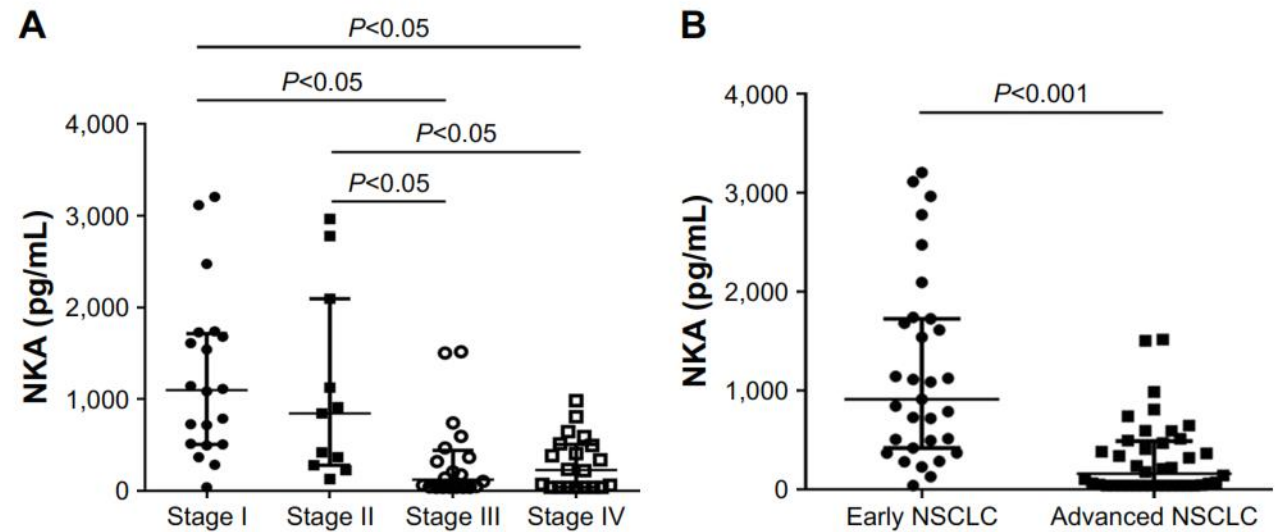 A
P<0.05
P<0.05
P<0.05
P<0.05
4,000
3,000
2,000
1,000
0
NKA (pg/mL)
Stage I Stage II Stage III Stage IV
B
P<0.001
4,000
3,000
2,000
1,000
0
NKA (pg/mL)
Early NSCLC Advanced NSCLC